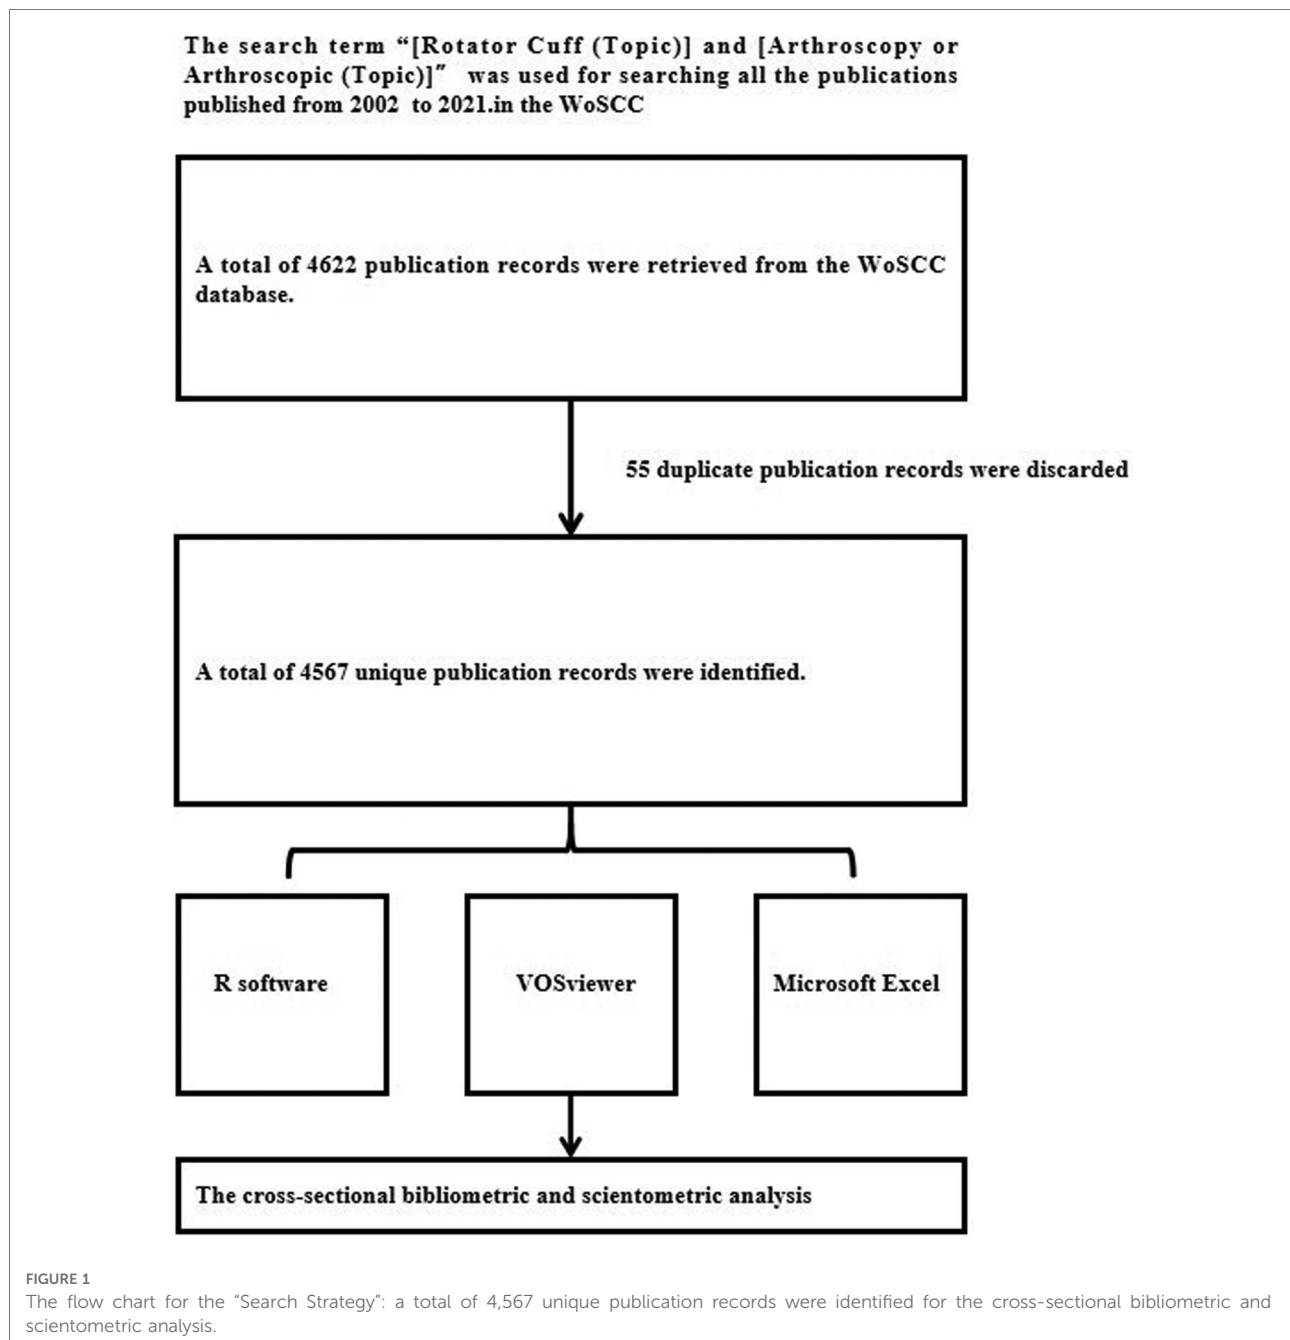 The search term “[Rotator Cuff (Topic)] and [Arthroscopy or
Arthroscopic (Topic)]” was used for searching all the publications
published from 2002 to 2021.in the WoSCC
A total of 4622 publication records were retrieved from the WoSCC
database.
55 duplicate publication records were discarded
A total of 4567 unique publication records were identified.
R software
VOSviewer
Microsoft Excel
The cross-sectional bibliometric and scientometric analysis
FIGURE 1
The flow chart for the “Search Strategy“: a total of 4,567 unique publication records were identified for the cross-sectional bibliometric and
scientometric analysis.